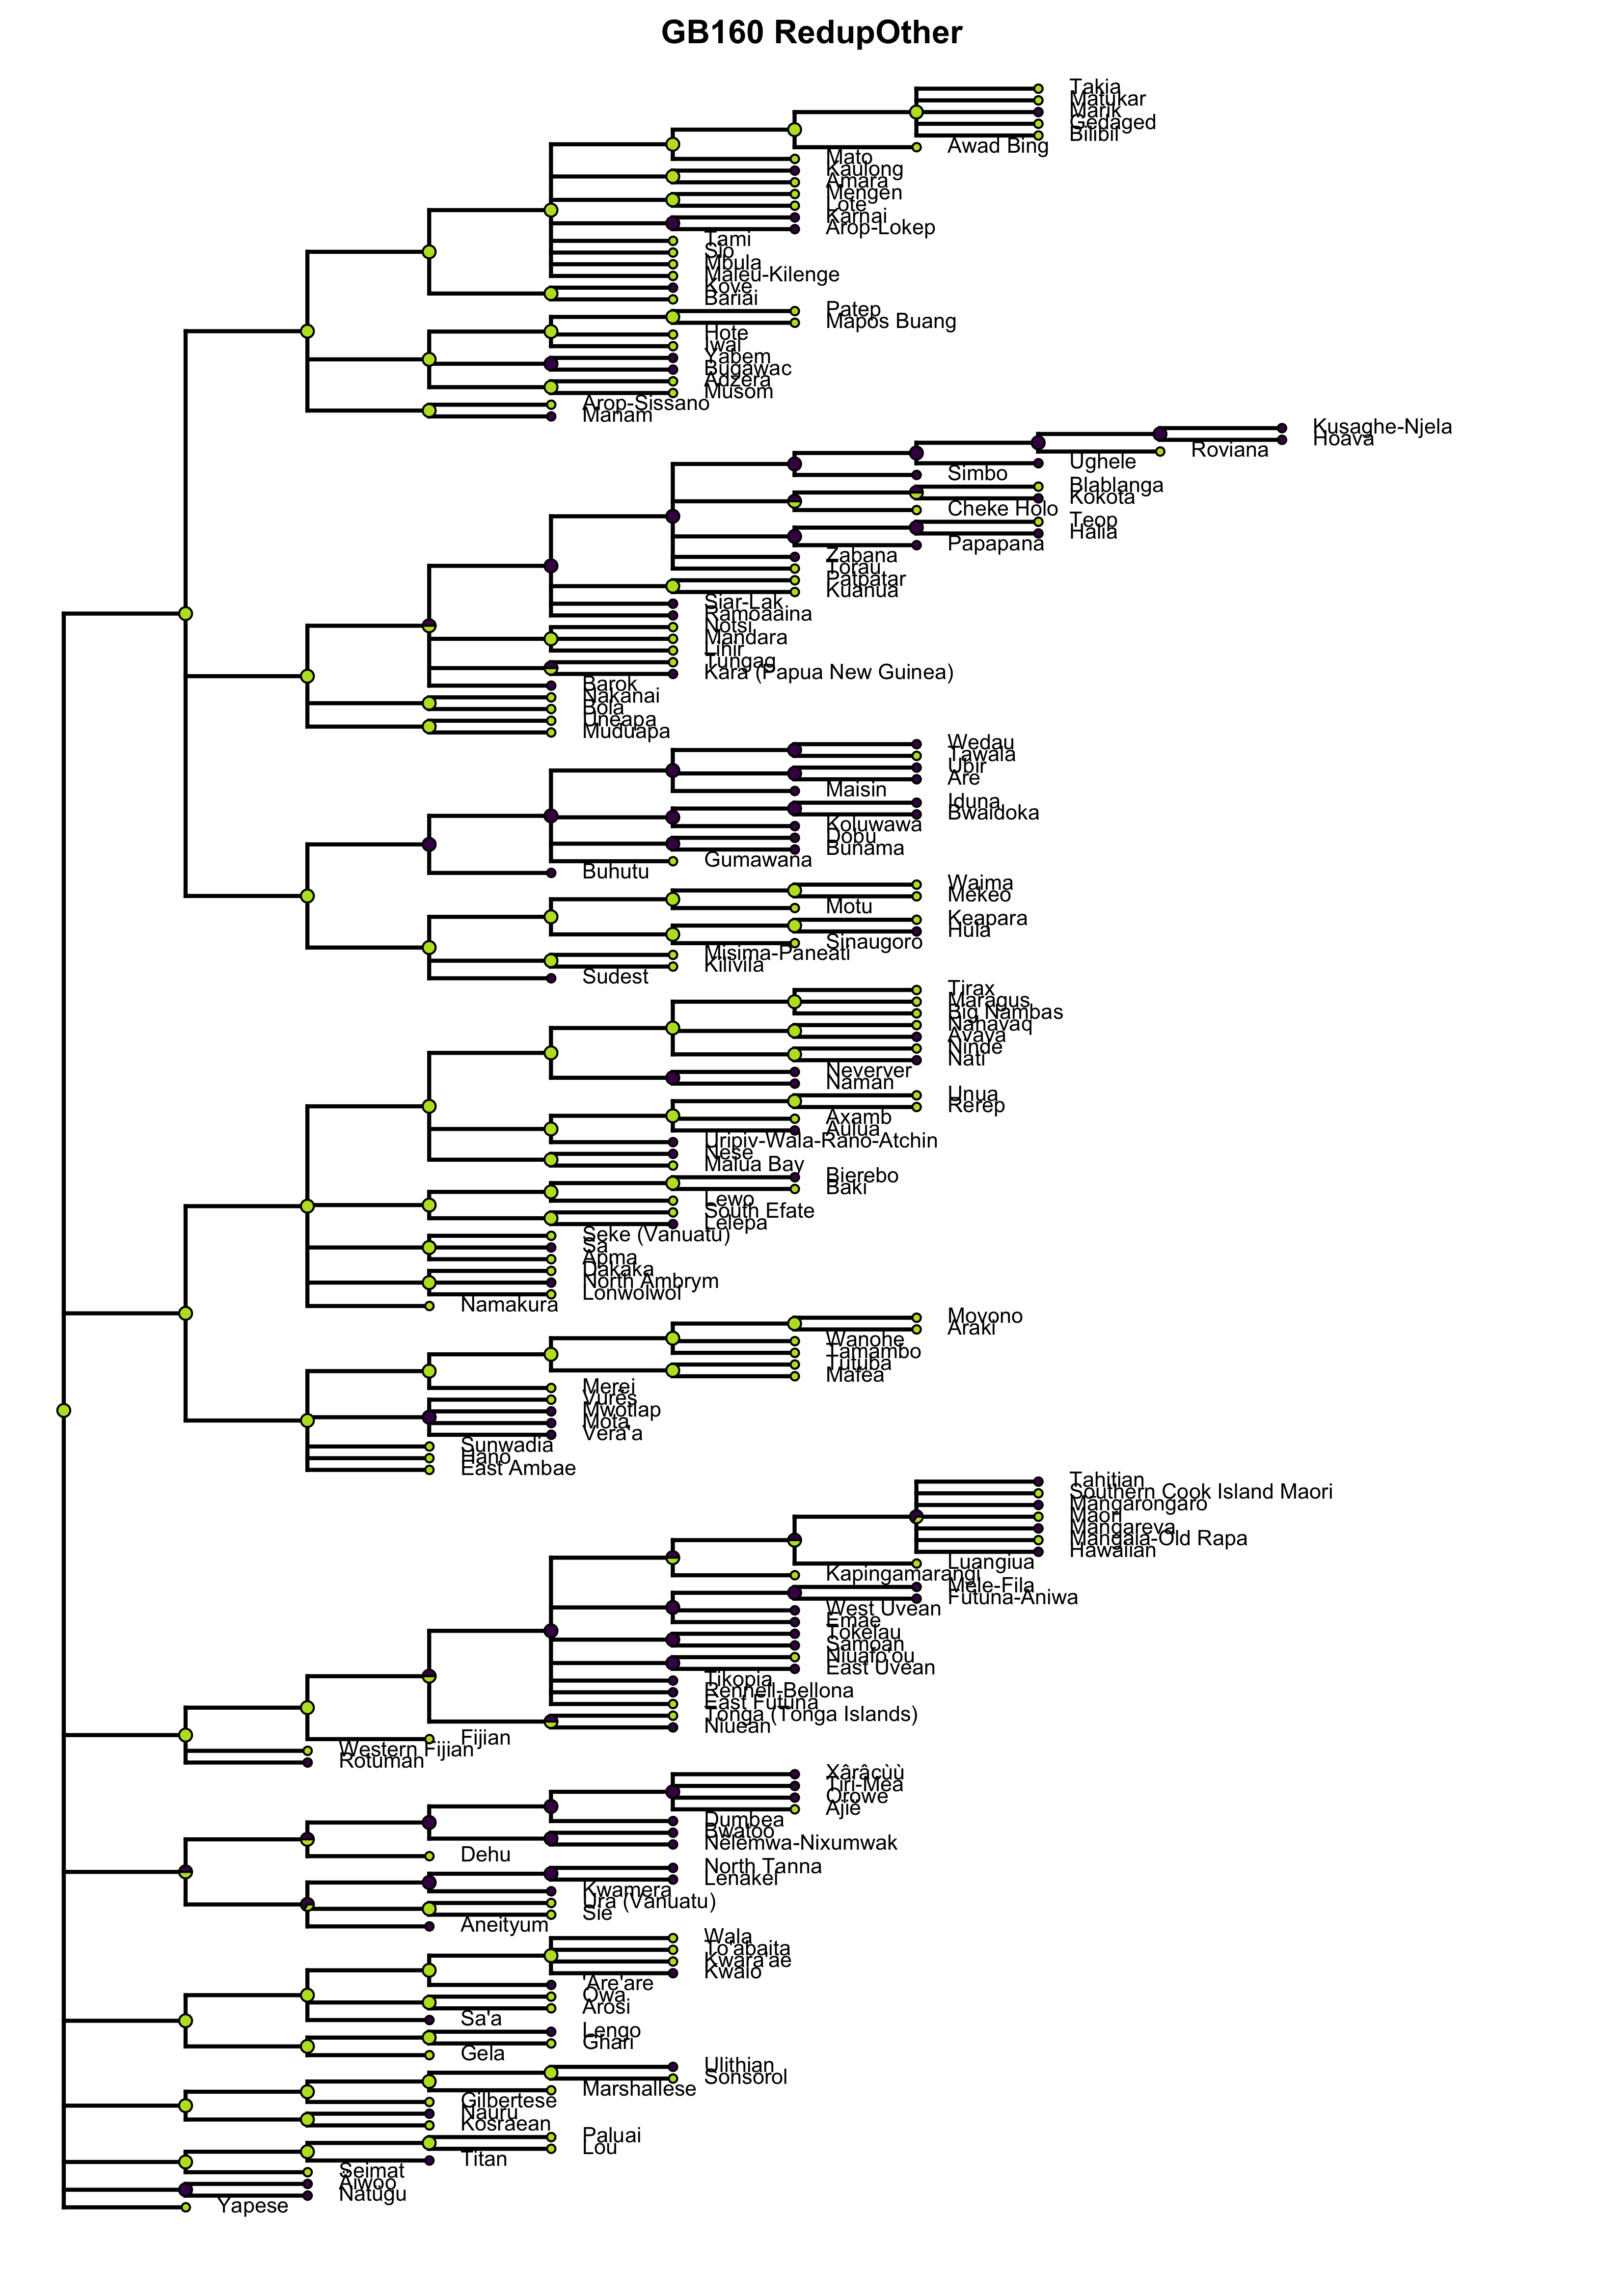 GB160 RedupOther
Takia
Matukar
Marik
Gedaged
Bilibil
Awad Bing
Mato
Kaulong
Amara
Mengen
Lote
Karnai
Arop-Lokep
Tami
Sio
Mbula
Maleu-Kilenge
Kove
Bariai
Patep
Mapos Buang
Hote
Iwal
Yabem
Bugawac
Adzera
Musom
Arop-Sissano
Manam
Kusaghe-Njela
Hoava
Roviana
Ughele
Simbo
Blablanga
Kokota
Cheke Holo
Teop
Halia
Papapana
Zabana
Torau
Patpatar
Kuanua
Siar-Lak
Ramoaaina
Notsi
Mandara
Lihir
Tungag
Kara (Papua New Guinea)
Barok
Nakanai
Bola
Uneapa
Muduapa
Wedau
Tawala
Ubir
Are
Maisin
Iduna
Bwaidoka
Koluwawa
Dobu
Bunama
Gumawana
Buhutu
Waima
Mekeo
Motu
Keapara
Hula
Sinaugoro
Misima-Paneati
Kilivila
Sudest
Tirax
Maragus
Big Nambas
Nahavaq
Avava
Ninde
Nati
Neverver
Naman
Unua
Rerep
Axamb
Aulua
Uripiv-Wala-Rano-Atchin
Nese
Malua Bay
Bierebo
Baki
Lewo
South Efate
Lelepa
Seke (Vanuatu)
Sa
Apma
Dakaka
North Ambrym
Lonwolwol
Namakura
Movono
Araki
Wanohe
Tamambo
Tutuba
Mafea
Merei
Vurës
Mwotlap
Mota
Vera'a
Sunwadia
Hano
East Ambae
Tahitian
Southern Cook Island Maori
Mangarongaro
Maori
Mangareva
Mangaia-Old Rapa
Hawaiian
Luangiua
Kapingamarangi
Mele-Fila
Futuna-Aniwa
West Uvean
Emae
Tokelau
Samoan
Niuafo'ou
East Uvean
Tikopia
Rennell-Bellona
East Futuna
Tonga (Tonga Islands)
Niuean
Fijian
Western Fijian
Rotuman
Xârâcùù
Tiri-Mea
Orowe
Ajië
Dumbea
Bwatoo
Nelemwa-Nixumwak
Dehu
North Tanna
Lenakel
Kwamera
Ura (Vanuatu)
Sie
Aneityum
Wala
To'abaita
Kwara'ae
Kwaio
'Are'are
Owa
Arosi
Sa'a
Lengo
Ghari
Gela
Ulithian
Sonsorol
Marshallese
Gilbertese
Nauru
Kosraean
Paluai
Lou
Titan
Seimat
Äiwoo
Natügu
Yapese